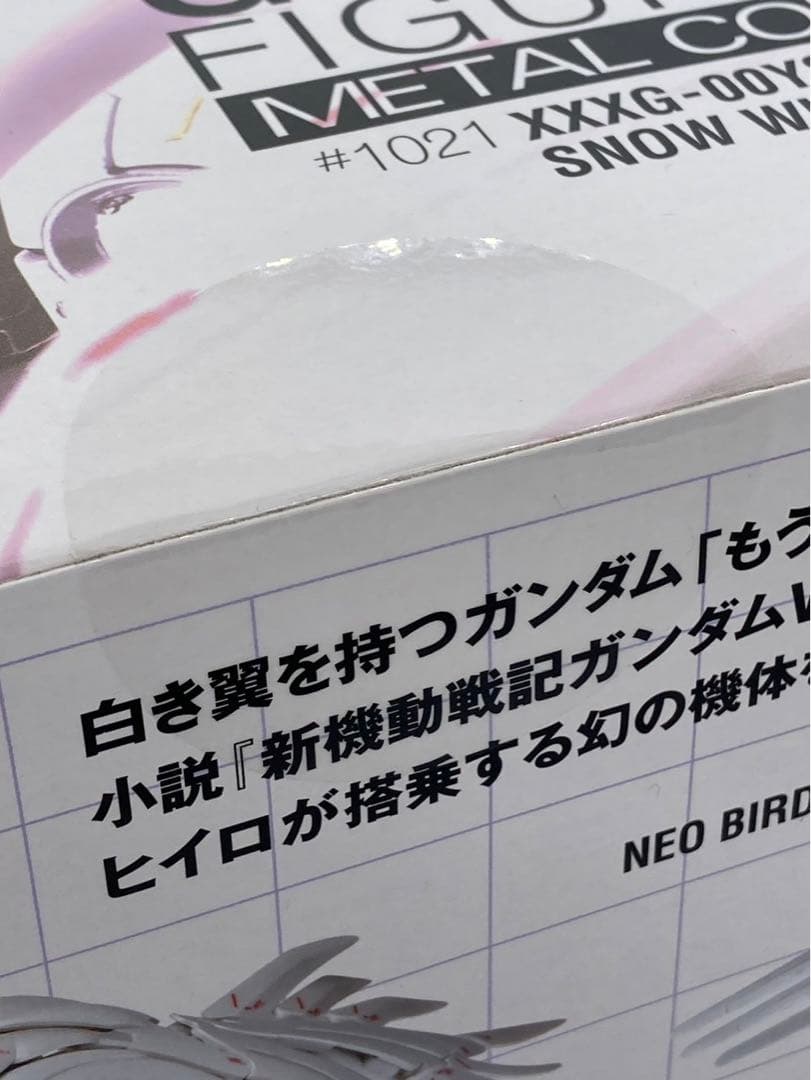 FIGU
METAL CO
#1021 XXXG-00Y
SNOW W
白き翼を持つガンダム「もう
小説『新機動戦記ガンダムW
ヒイロが搭乗する幻の機体を
NEO BIRD